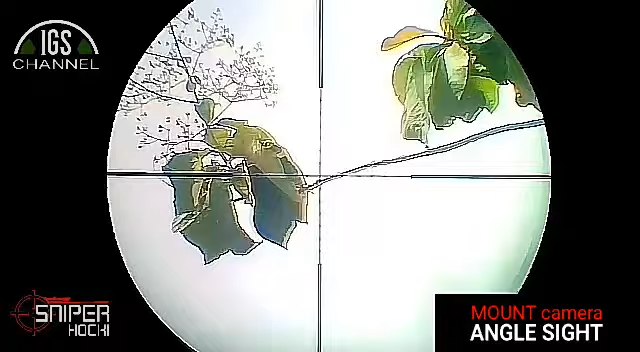 IGS
CHANNEL
SNIPER
HOCKI
MOUNT camera
ANGLE SIGHT